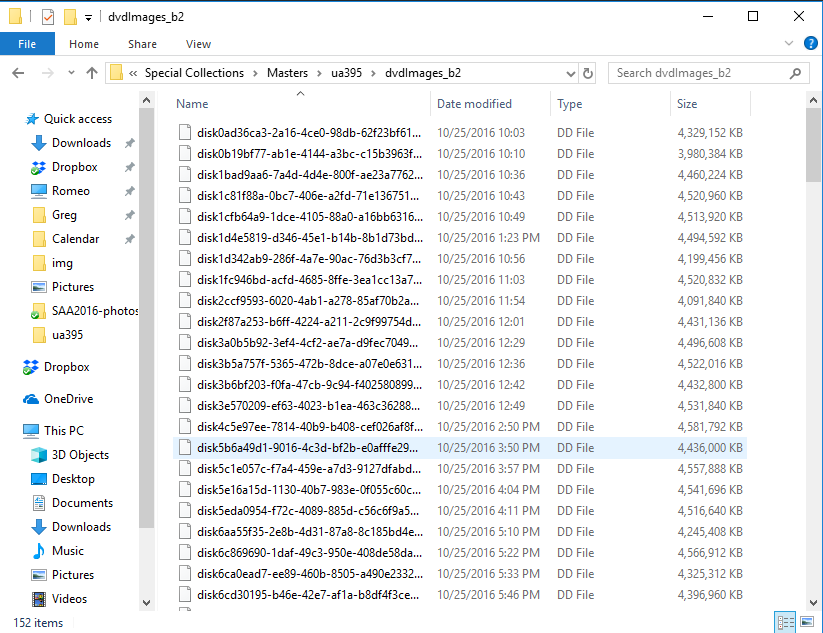 dvdImages_b2
File Home Share View
« Special Collections > Masters > ua395 > dvdImages_b2
Search dvdImages_b2
Name Date modified Type Size
Quick access
Downloads
Dropbox
Romeo
Greg
Calendar
img
Pictures
SAA2016-photos
ua395
Dropbox
OneDrive
This PC
3D Objects
Desktop
Documents
Downloads
Music
Pictures
Videos
disk0ad36ca3-2a16-4ce0-98db-62f23bf61... 10/25/2016 10:03 DD File 4,329,152 KB
disk0b19bf77-ab1e-4144-a3bc-c15b3963f... 10/25/2016 10:10 DD File 3,980,384 KB
disk1bad9aa6-7a4d-4d4e-800f-ae23a7762... 10/25/2016 10:36 DD File 4,460,224 KB
disk1c81f88a-0bc7-406e-a2fd-71e136751... 10/25/2016 10:43 DD File 4,520,960 KB
disk1cfb64a9-1dce-4105-88a0-a16bb6316... 10/25/2016 10:49 DD File 4,513,920 KB
disk1d4e5819-d346-45e1-b14b-8b1d73bd... 10/25/2016 1:23 PM DD File 4,494,592 KB
disk1d342ab9-286f-4a7e-90ac-76d3b3cf7... 10/25/2016 10:56 DD File 4,199,456 KB
disk1fc946bd-acfd-4685-8ffe-3ea1cc13a7... 10/25/2016 11:03 DD File 4,520,832 KB
disk2ccf9593-6020-4ab1-a278-85af70b2a... 10/25/2016 11:54 DD File 4,091,840 KB
disk2f87a253-b6ff-4224-a211-2c9f99754d... 10/25/2016 12:01 DD File 4,431,136 KB
disk3a0b5b92-3ef4-4cf2-ae7a-d9fec7049... 10/25/2016 12:29 DD File 4,496,608 KB
disk3b5a757f-5365-472b-8dce-a07e0e631... 10/25/2016 12:36 DD File 4,522,016 KB
disk3b6bf203-f0fa-47cb-9c94-f402580899... 10/25/2016 12:42 DD File 4,432,800 KB
disk3e570209-ef63-4023-b1ea-463c36288... 10/25/2016 12:49 DD File 4,531,840 KB
disk4c5e97ee-7814-40b9-b408-cef026af8f... 10/25/2016 2:50 PM DD File 4,581,792 KB
disk5b6a49d1-9016-4c3d-bf2b-e0afffe29... 10/25/2016 3:50 PM DD File 4,436,000 KB
disk5c1e057c-f7a4-459e-a7d3-9127dfabd... 10/25/2016 3:57 PM DD File 4,557,888 KB
disk5e16a15d-1130-40b7-983e-0f055c60c... 10/25/2016 4:04 PM DD File 4,541,696 KB
disk5eda0954-f72c-4089-885d-c56c6f9a5... 10/25/2016 4:11 PM DD File 4,516,640 KB
disk6aa55f35-2e8b-4d31-87a8-8c185bd4e... 10/25/2016 5:10 PM DD File 4,245,408 KB
disk6c869690-1daf-49c3-950e-408de58da... 10/25/2016 5:22 PM DD File 4,566,912 KB
disk6ca0ead7-ee89-460b-8505-a490e2332... 10/25/2016 5:33 PM DD File 4,325,312 KB
disk6cd30195-b46e-42e7-af1a-b8df4f3ce... 10/25/2016 5:46 PM DD File 4,396,960 KB
152 items